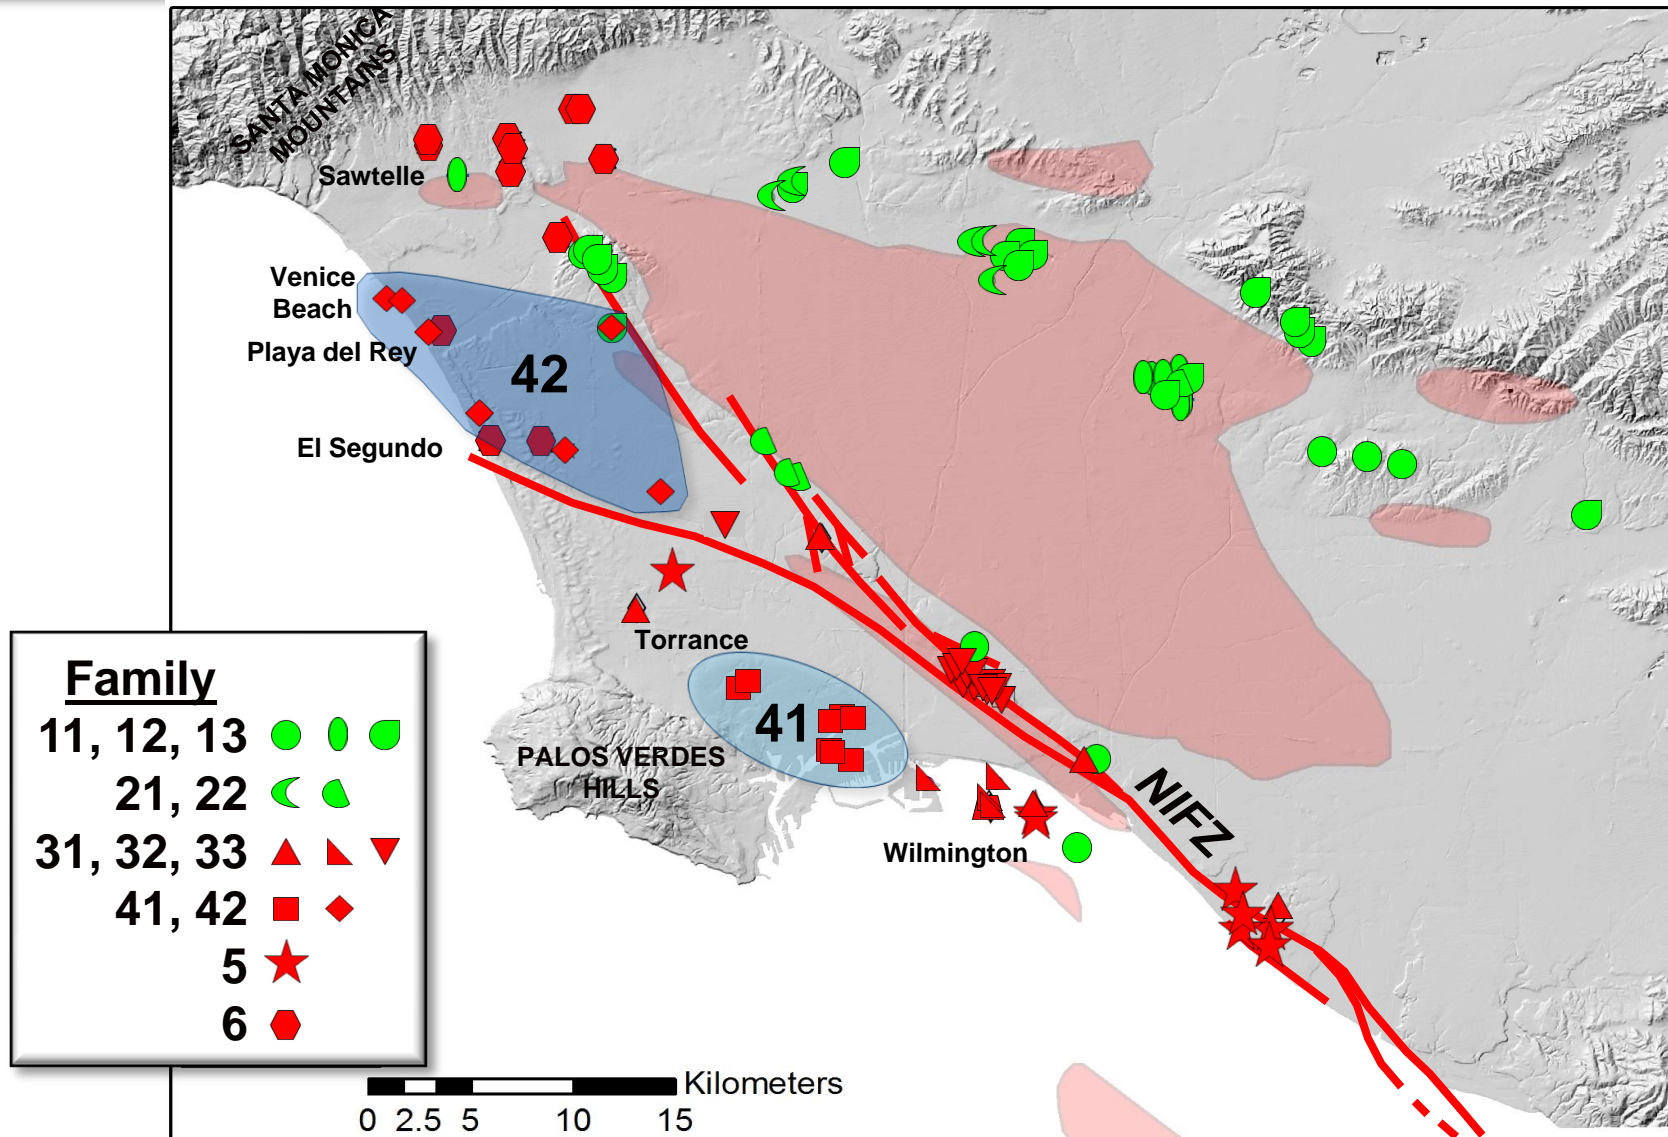 SANTA MONICA
MOUNTAINS
Sawtelle
Venice
Beach
Playa del Rey
42
El Segundo
Torrance
41
PALOS VERDES
HILLS
Wilmington
NIFZ
Family
11, 12, 13
21, 22
31, 32, 33
41, 42
5
6
Kilometers
0 2.5 5 10 15